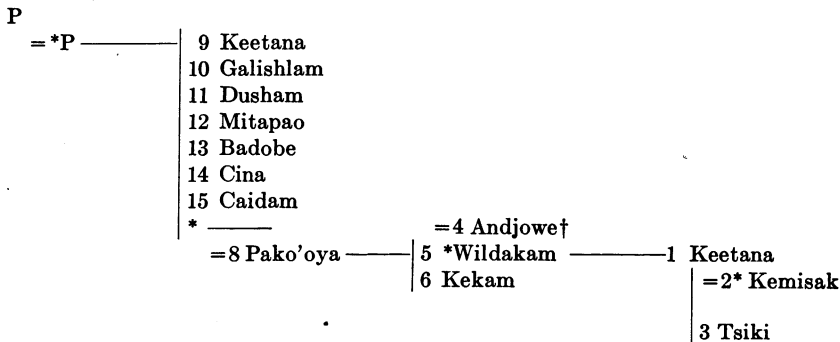 P
= *P
9 Keetana
10 Galishlam
11 Dusham
12 Mitapao
13 Badobe
14 Cina
15 Caidam
* =4 Andjowe†
=8 Pako’oya 5 *Wildakam 1 Keetana
6 Kekam =2* Kemisak
3 Tsiki